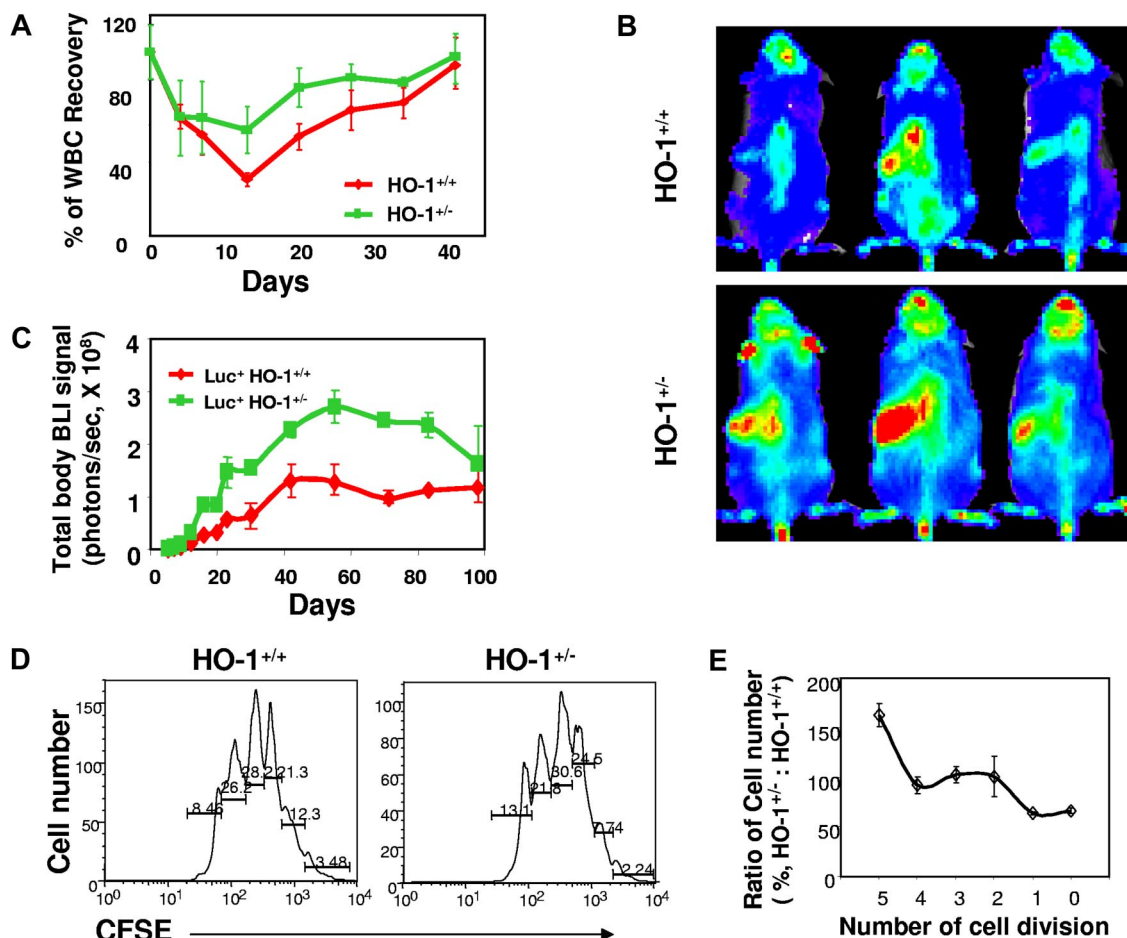 A
% of WBC Recovery
120
80
40
0
0 10 20 30 40
Days
HO-1+/+
HO-1+/-
B
HO-1+/+
HO-1+/-
C
Total body BLI signal
(photons/sec, X 10⁸)
4
3
2
1
0
0 20 40 60 80 100
Days
Luc+ HO-1+/+
Luc+ HO-1+/-
D
HO-1+/+
HO-1+/-
Cell number
150
100
50
0
8.46
26.2
28.2
21.3
12.3
3.48
10⁰ 10¹ 10² 10³ 10⁴
100
80
60
40
20
0
13.1
21.8
30.6
24.5
7.74
2.24
10⁰ 10¹ 10² 10³ 10⁴
CFSE
E
Ratio of Cell number
( %, HO-1+/- : HO-1+/+)
200
150
100
50
0
5 4 3 2 1 0
Number of cell division